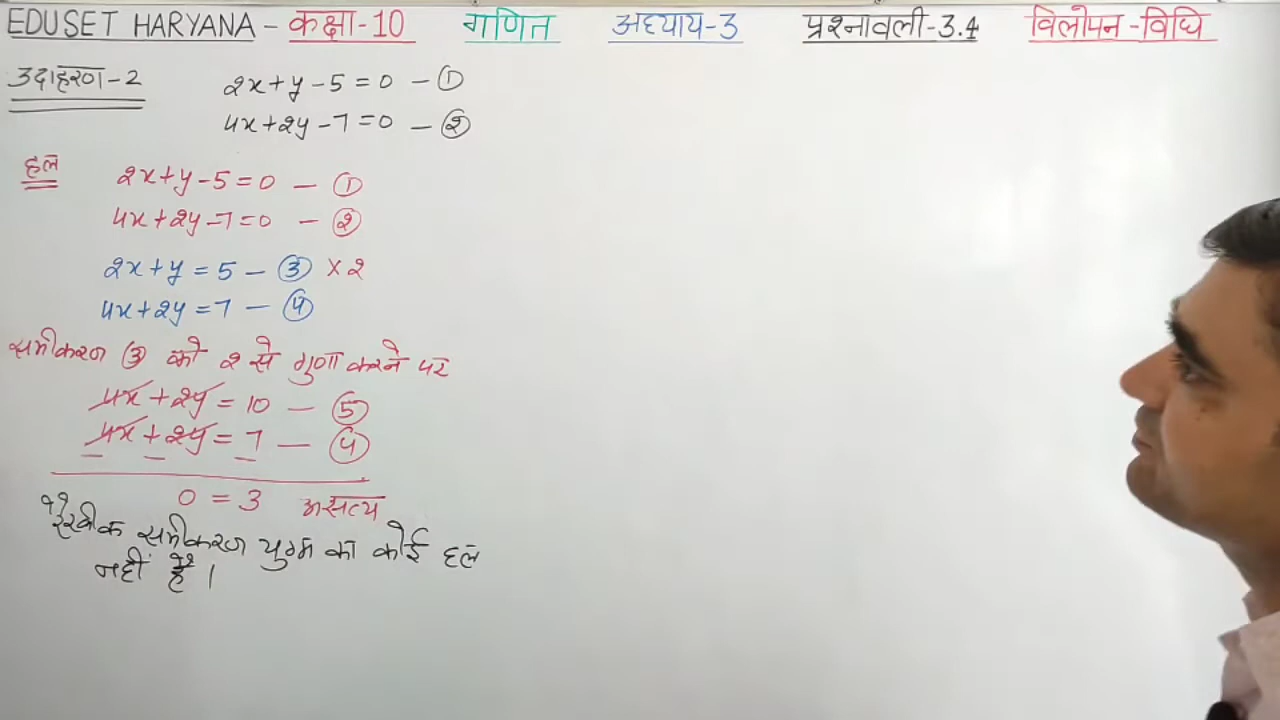 EDUSET HARYANA - कक्षा-10 गणित अध्याय-3 प्रश्नावली-3.4 विलोपन-विधि
उदाहरण-2 2x+y-5=0 - ①
4x+2y-7=0 - ②
हल 2x+y-5=0 - ①
4x+2y-7=0 - ②
2x+y=5 - ③ ×2
4x+2y=7 - ④
समीकरण ③ को 2 से गुणा करने पर
4x+2y=10 - ⑤
4x+2y=7 - ④
- - -
0=3 असत्य
रैखीक समीकरण युग्म का कोई हल
नहीं है।